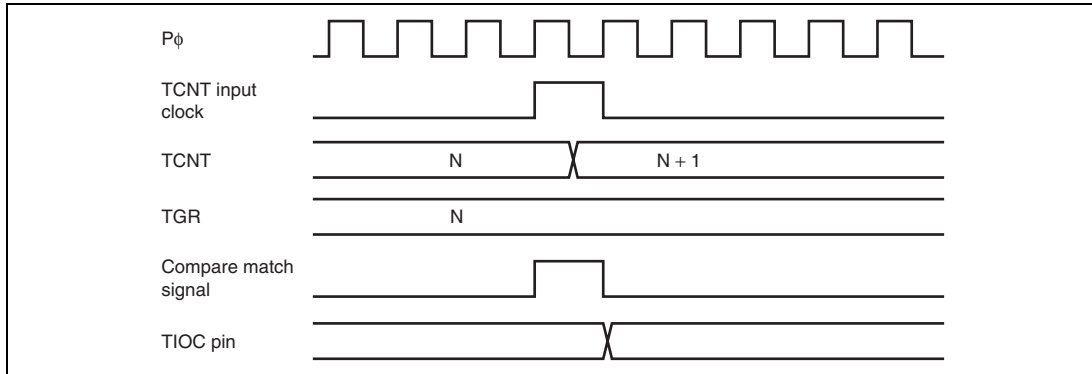 Pϕ
TCNT input
clock
TCNT
N
N + 1
TGR
N
Compare match
signal
TIOC pin